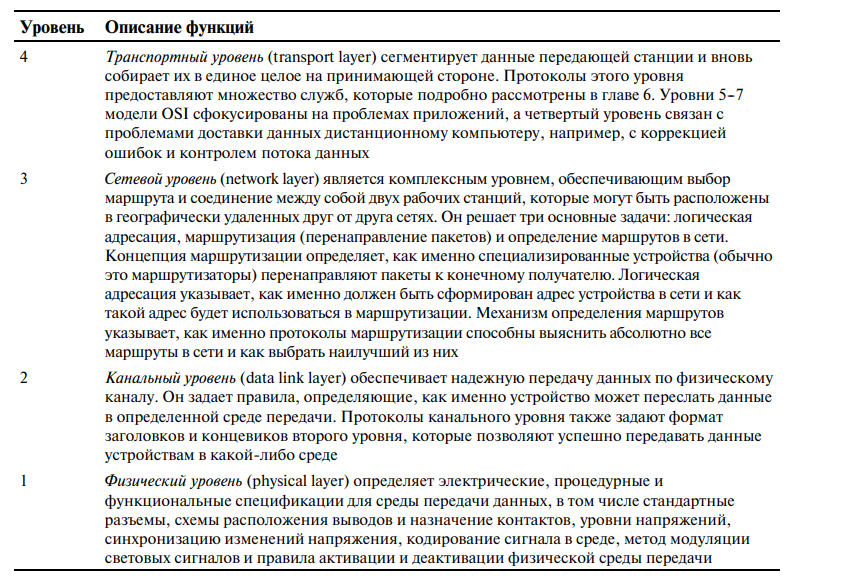 Уровень Описание функций
4 Транспортный уровень (transport layer) сегментирует данные передающей станции и вновь
собирает их в единое целое на принимающей стороне. Протоколы этого уровня
предоставляют множество служб, которые подробно рассмотрены в главе 6. Уровни 5–7
модели OSI сфокусированы на проблемах приложений, а четвертый уровень связан с
проблемами доставки данных дистанционному компьютеру, например, с коррекцией
ошибок и контролем потока данных
3 Сетевой уровень (network layer) является комплексным уровнем, обеспечивающим выбор
маршрута и соединение между собой двух рабочих станций, которые могут быть расположены
в географически удаленных друг от друга сетях. Он решает три основные задачи: логическая
адресация, маршрутизация (перенаправление пакетов) и определение маршрутов в сети.
Концепция маршрутизации определяет, как именно специализированные устройства (обычно
это маршрутизаторы) перенаправляют пакеты к конечному получателю. Логическая
адресация указывает, как именно должен быть сформирован адрес устройства в сети и как
такой адрес будет использоваться в маршрутизации. Механизм определения маршрутов
указывает, как именно протоколы маршрутизации способны выяснить абсолютно все
маршруты в сети и как выбрать наилучший из них
2 Канальный уровень (data link layer) обеспечивает надежную передачу данных по физическому
каналу. Он задает правила, определяющие, как именно устройство может переслать данные
в определенной среде передачи. Протоколы канального уровня также задают формат
заголовков и концевиков второго уровня, которые позволяют успешно передавать данные
устройствам в какой-либо среде
1 Физический уровень (physical layer) определяет электрические, процедурные и
функциональные спецификации для среды передачи данных, в том числе стандартные
разъемы, схемы расположения выводов и назначение контактов, уровни напряжений,
синхронизацию изменений напряжения, кодирование сигнала в среде, метод модуляции
световых сигналов и правила активации и деактивации физической среды передачи